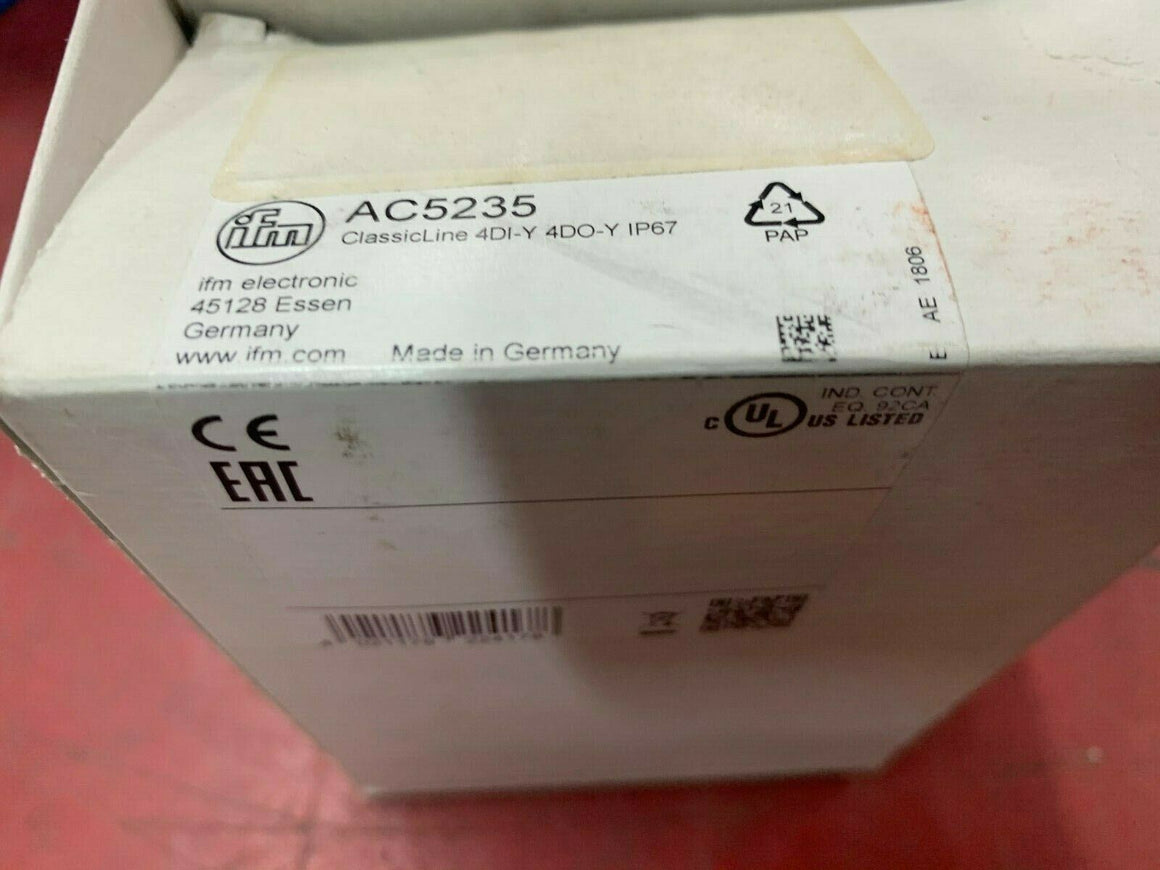 ifm
AC5235
ClassicLine 4DI-Y 4DO-Y IP67
21
PAP
ifm electronic
45128 Essen
Germany
www.ifm.com Made in Germany
E AE 1806
CE
EAC
C UL US LISTED
IND. CONT.
EQ. 92CA